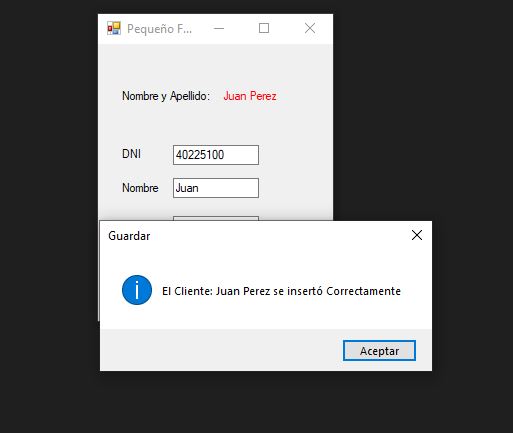 Pequeño F...
Nombre y Apellido: Juan Perez
DNI 40225100
Nombre Juan
Guardar
El Cliente: Juan Perez se insertó Correctamente
Aceptar